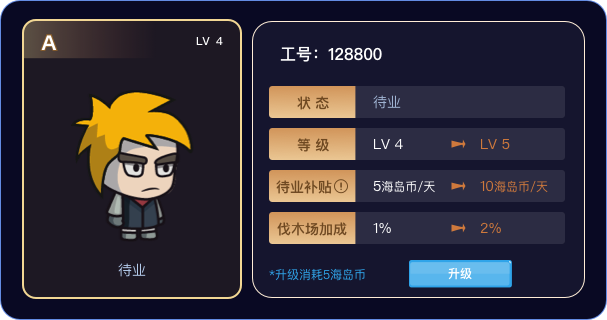 A
LV 4
待业
工号：128800
状态 待业
等级 LV 4 LV 5
待业补贴 5海岛币/天 10海岛币/天
伐木场加成 1% 2%
*升级消耗5海岛币 升级